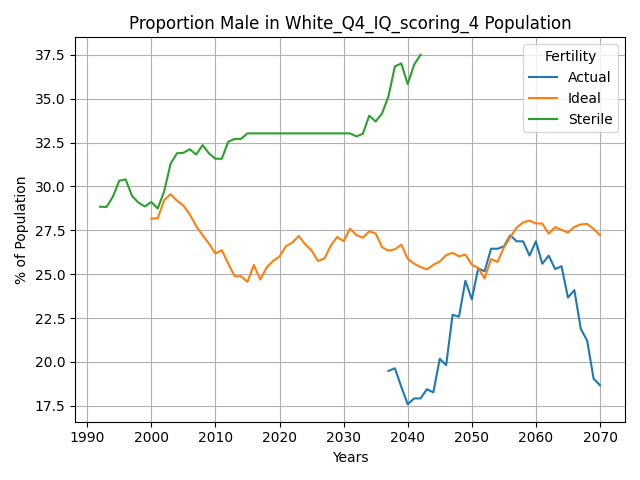 Proportion Male in White_Q4_IQ_scoring_4 Population
Fertility
Actual
Ideal
Sterile
% of Population
37.5
35.0
32.5
30.0
27.5
25.0
22.5
20.0
17.5
1990 2000 2010 2020 2030 2040 2050 2060 2070
Years